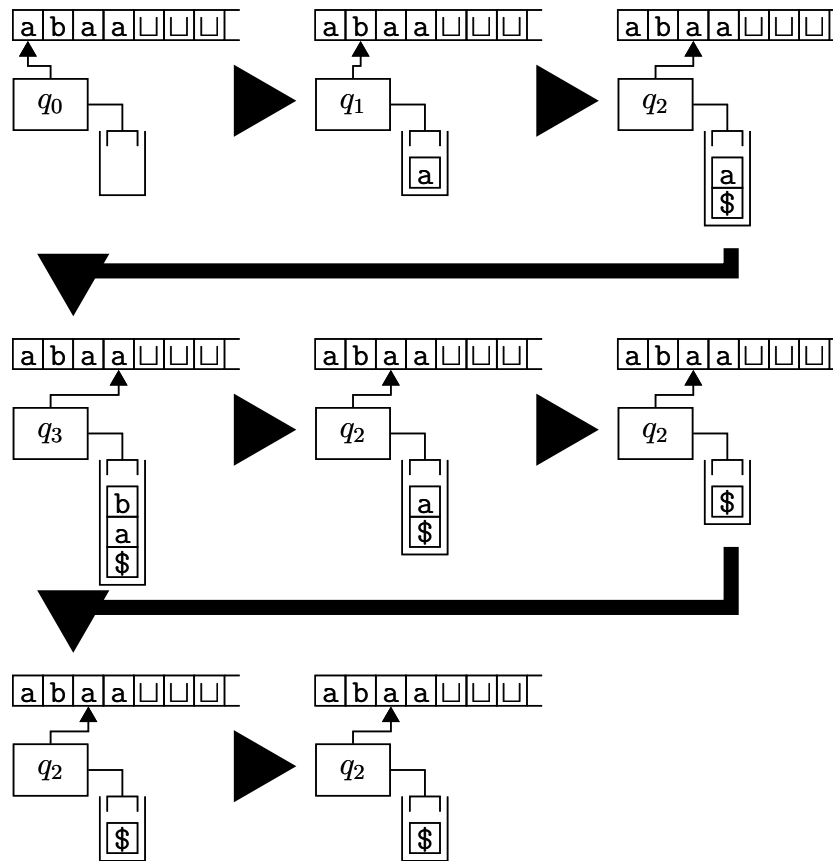 a b a a ⊔ ⊔ ⊔ a b a a ⊔ ⊔ ⊔ a b a a ⊔ ⊔ ⊔
q0 q1 q2
a a
$
a b a a ⊔ ⊔ ⊔ a b a a ⊔ ⊔ ⊔ a b a a ⊔ ⊔ ⊔
q3 q2 q2
b a $
a $
$
a b a a ⊔ ⊔ ⊔ a b a a ⊔ ⊔ ⊔
q2 q2
$ $